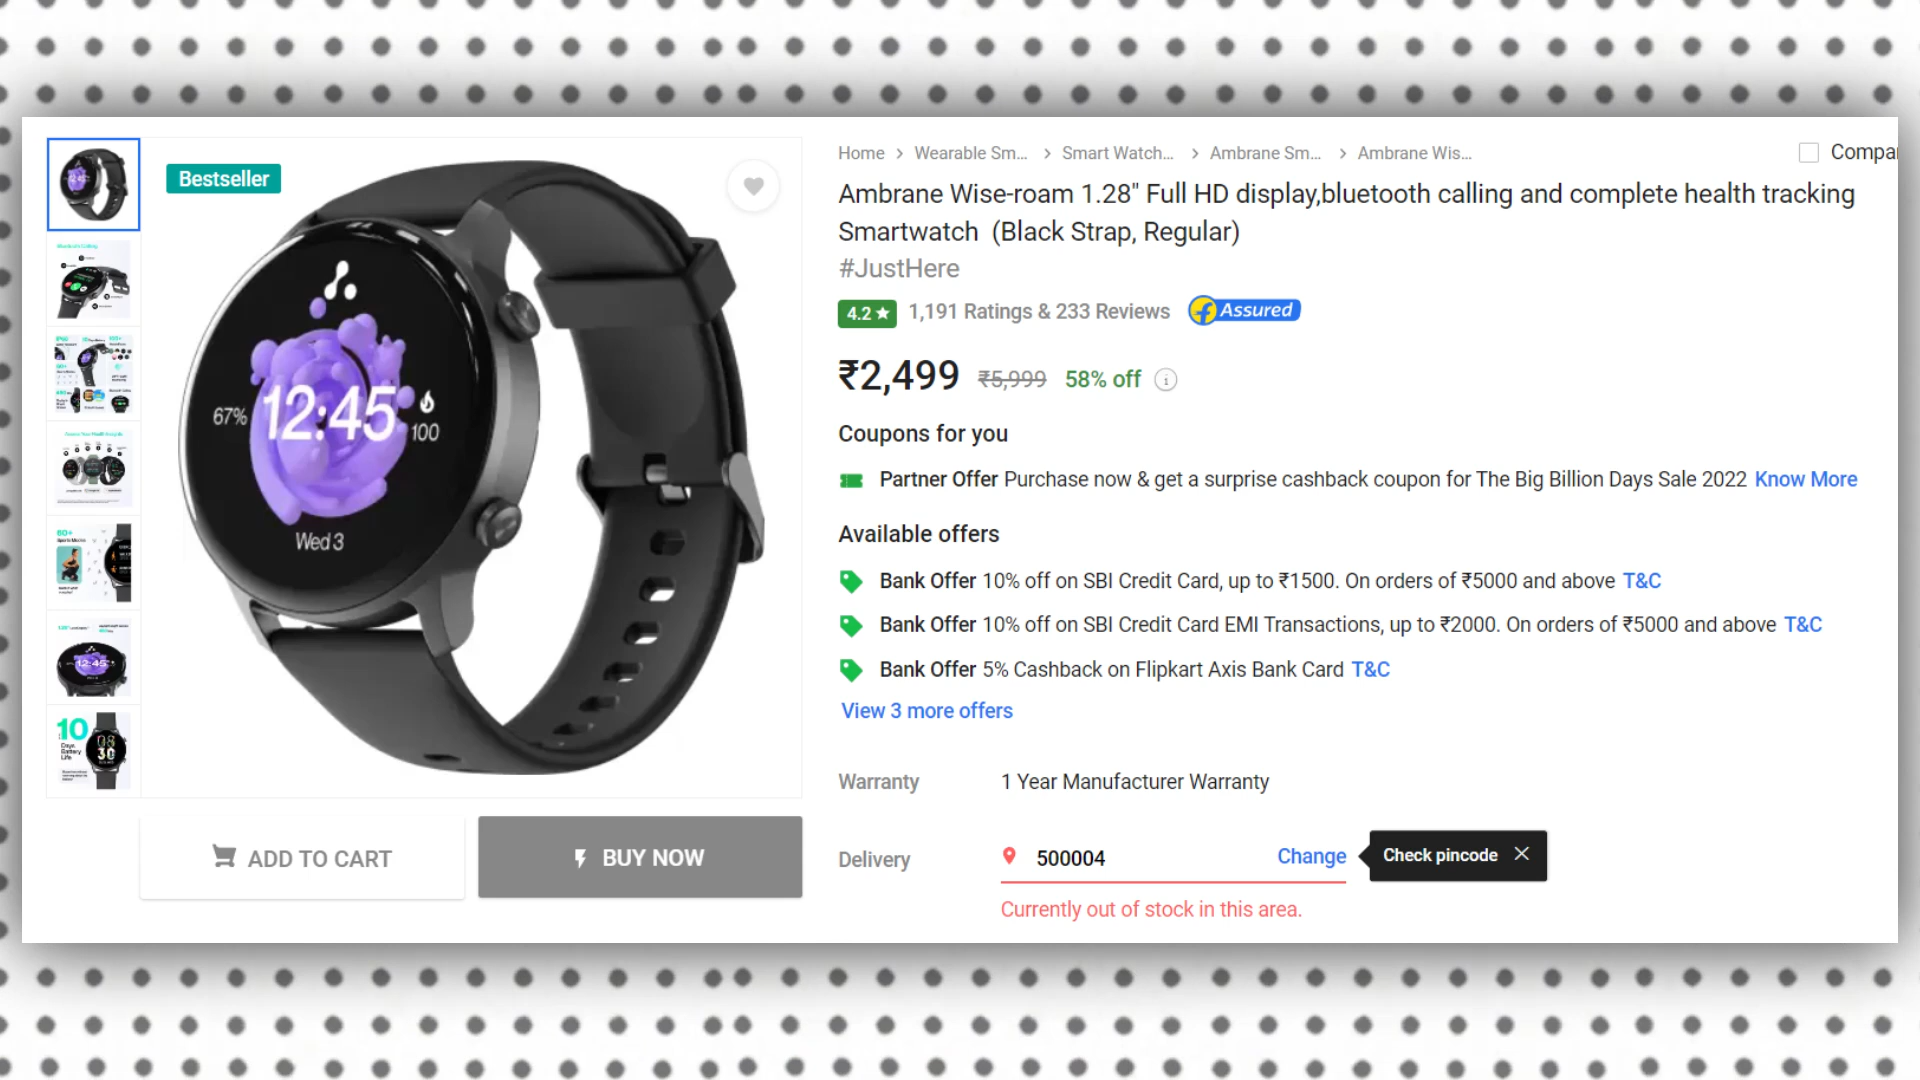 Home > Wearable Sm... > Smart Watch... > Ambrane Sm... > Ambrane Wis...
Compar
Bestseller
67%
12:45
100
Wed 3
Ambrane Wise-roam 1.28" Full HD display,bluetooth calling and complete health tracking
Smartwatch (Black Strap, Regular)
#JustHere
4.2★ 1,191 Ratings & 233 Reviews f Assured
₹2,499 ₹5,999 58% off i
Coupons for you
Partner Offer Purchase now & get a surprise cashback coupon for The Big Billion Days Sale 2022 Know More
Available offers
Bank Offer 10% off on SBI Credit Card, up to ₹1500. On orders of ₹5000 and above T&C
Bank Offer 10% off on SBI Credit Card EMI Transactions, up to ₹2000. On orders of ₹5000 and above T&C
Bank Offer 5% Cashback on Flipkart Axis Bank Card T&C
View 3 more offers
10
Days
Battery
Life
08
30
Warranty 1 Year Manufacturer Warranty
ADD TO CART
BUY NOW
Delivery 500004 Change Check pincode
Currently out of stock in this area.